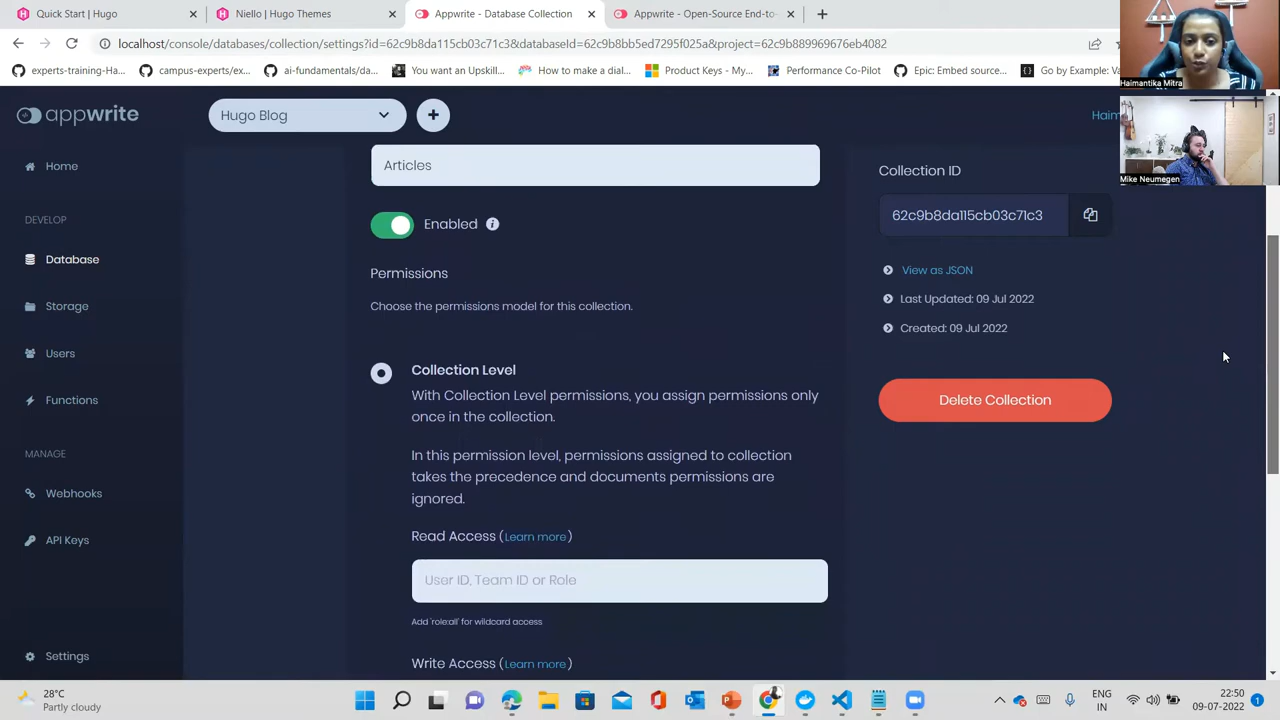 Quick Start | Hugo
Niello | Hugo Themes
Appwrite - Database Collection
Appwrite - Open-Source End-to-
localhost/console/databases/collection/settings?id=62c9b8da115cb03c71c3&databaseId=62c9b8bb5ed7295f025a&project=62c9b889969676eb4082
experts-training-Ha...
campus-experts/ex...
ai-fundamentals/da...
You want an Upskill...
How to make a dial...
Product Keys - My...
Performance Co-Pilot
Epic: Embed source...
Go by Example: Va
Haimantika Mitra
Mike Neumegen
appwrite
Hugo Blog
Haim
Home
DEVELOP
Database
Storage
Users
Functions
MANAGE
Webhooks
API Keys
Settings
Articles
Enabled
Permissions
Choose the permissions model for this collection.
Collection Level
With Collection Level permissions, you assign permissions only
once in the collection.
In this permission level, permissions assigned to collection
takes the precedence and documents permissions are
ignored.
Read Access (Learn more)
User ID, Team ID or Role
Add 'role:all' for wildcard access
Write Access (Learn more)
Collection ID
62c9b8da115cb03c71c3
View as JSON
Last Updated: 09 Jul 2022
Created: 09 Jul 2022
Delete Collection
28°C
Partly cloudy
ENG
IN
22:50
09-07-2022
1